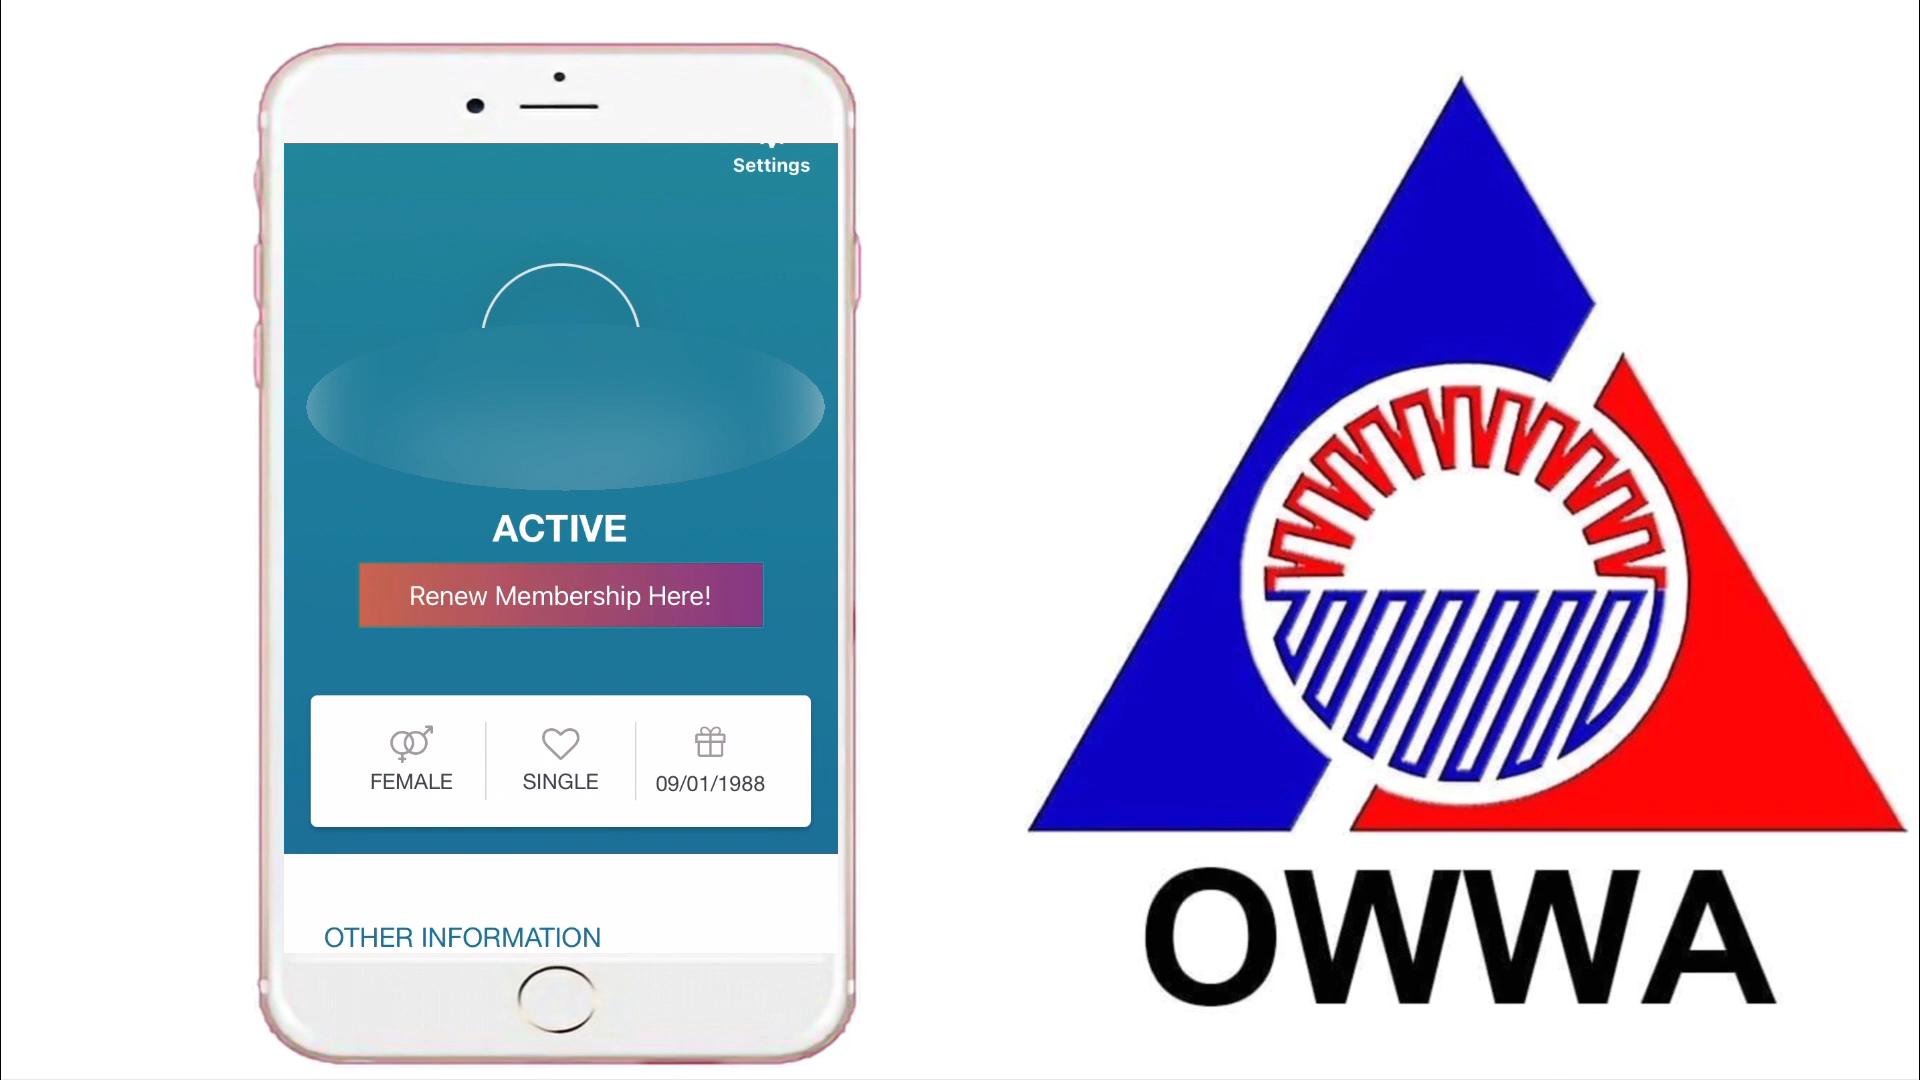 Settings
ACTIVE
Renew Membership Here!
FEMALE
SINGLE
09/01/1988
OTHER INFORMATION
OWWA